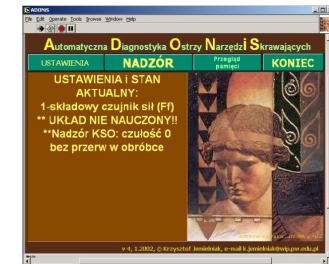 ADONIS
File Edit Operate Tools Browse Window Help
Automatyczna Diagnostyka Ostrzy Narzędzi Skrawających
USTAWIENIA NADZÓR Przegląd pamięci KONIEC
USTAWIENIA i STAN
AKTUALNY:
1-składowy czujnik sił (Ff)
** UKŁAD NIE NAUCZONY!!
**Nadzór KSO: czułość 0
bez przerw w obróbce
v 4, 1.2002, © Krzysztof Jemielniak, e-mail k.jemielniak@wip.pw.edu.pl